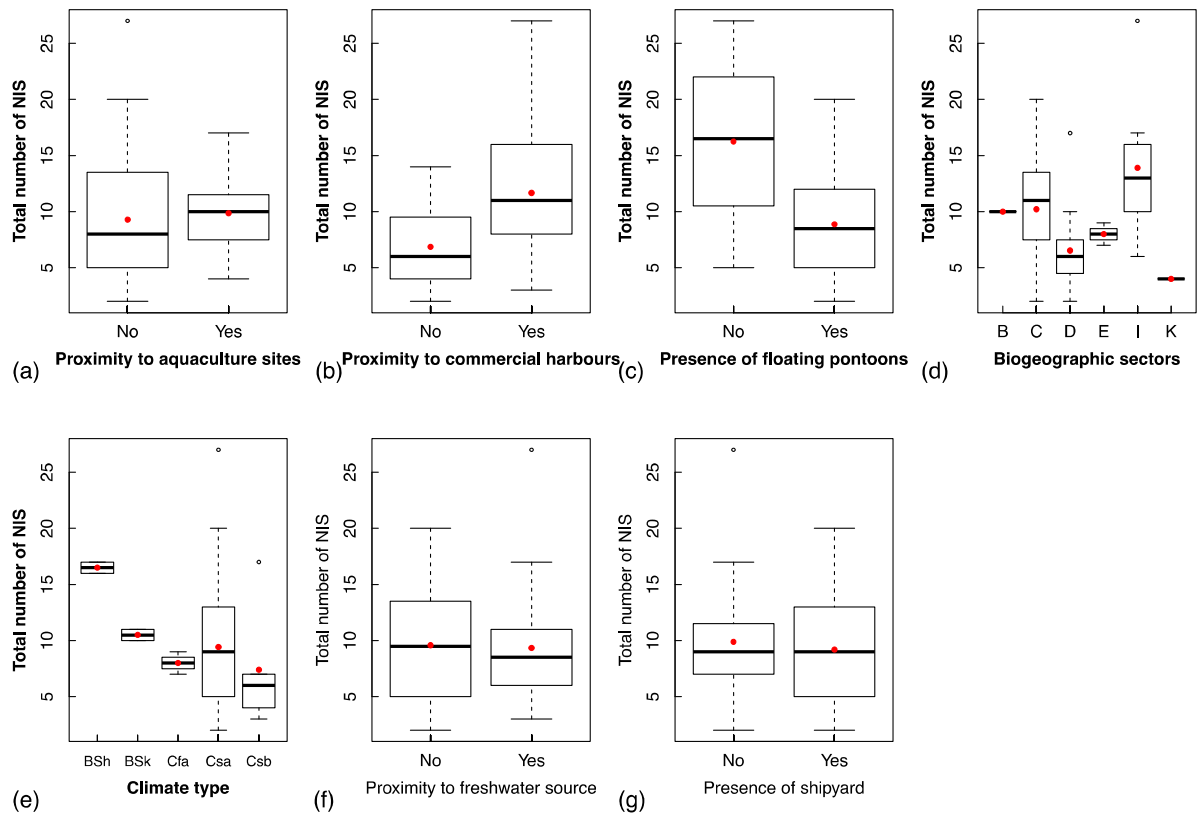 Total number of NIS
25
20
15
10
5
No Yes
(a) Proximity to aquaculture sites
Total number of NIS
25
20
15
10
5
No Yes
(b) Proximity to commercial harbours
Total number of NIS
25
20
15
10
5
No Yes
(c) Presence of floating pontoons
Total number of NIS
25
20
15
10
5
B C D E I K
(d) Biogeographic sectors
Total number of NIS
25
20
15
10
5
BSh BSk Cfa Csa Csb
(e) Climate type
Total number of NIS
25
20
15
10
5
No Yes
(f) Proximity to freshwater source
Total number of NIS
25
20
15
10
5
No Yes
(g) Presence of shipyard